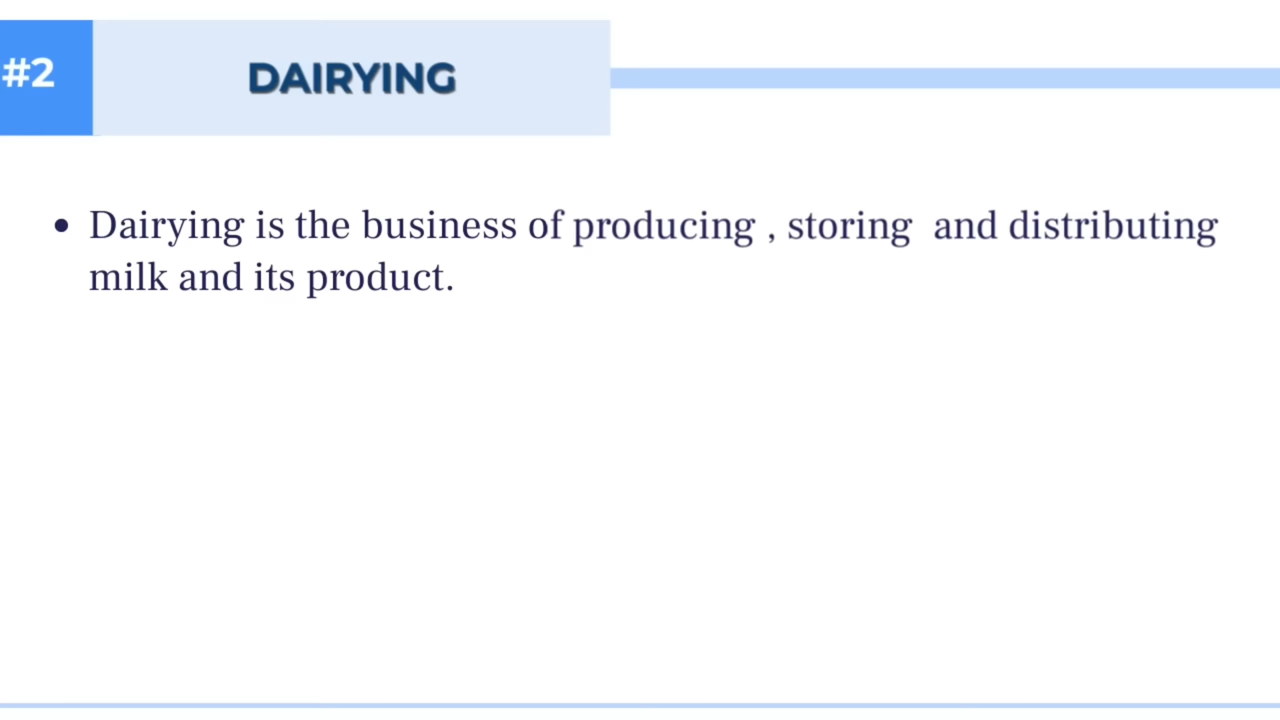 #2
DAIRYING
• Dairying is the business of producing , storing  and distributing
milk and its product.